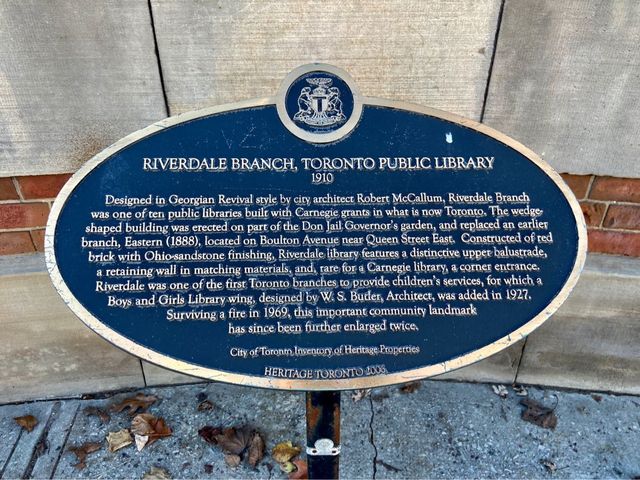 RIVERDALE BRANCH, TORONTO PUBLIC LIBRARY
1910
Designed in Georgian Revival style by city architect Robert McCallum, Riverdale Branch
was one of ten public libraries built with Carnegie grants in what is now Toronto. The wedge-
shaped building was erected on part of the Don Jail Governor's garden, and replaced an earlier
branch, Eastern (1888), located on Boulton Avenue near Queen Street East. Constructed of red
brick with Ohio-sandstone finishing, Riverdale library features a distinctive upper balustrade,
a retaining wall in matching materials, and, rare for a Carnegie library, a corner entrance.
Riverdale was one of the first Toronto branches to provide children's services, for which a
Boys and Girls Library wing, designed by W. S. Butler, Architect, was added in 1927.
Surviving a fire in 1969, this important community landmark
has since been further enlarged twice.
City of Toronto Inventory of Heritage Properties
HERITAGE TORONTO 2006